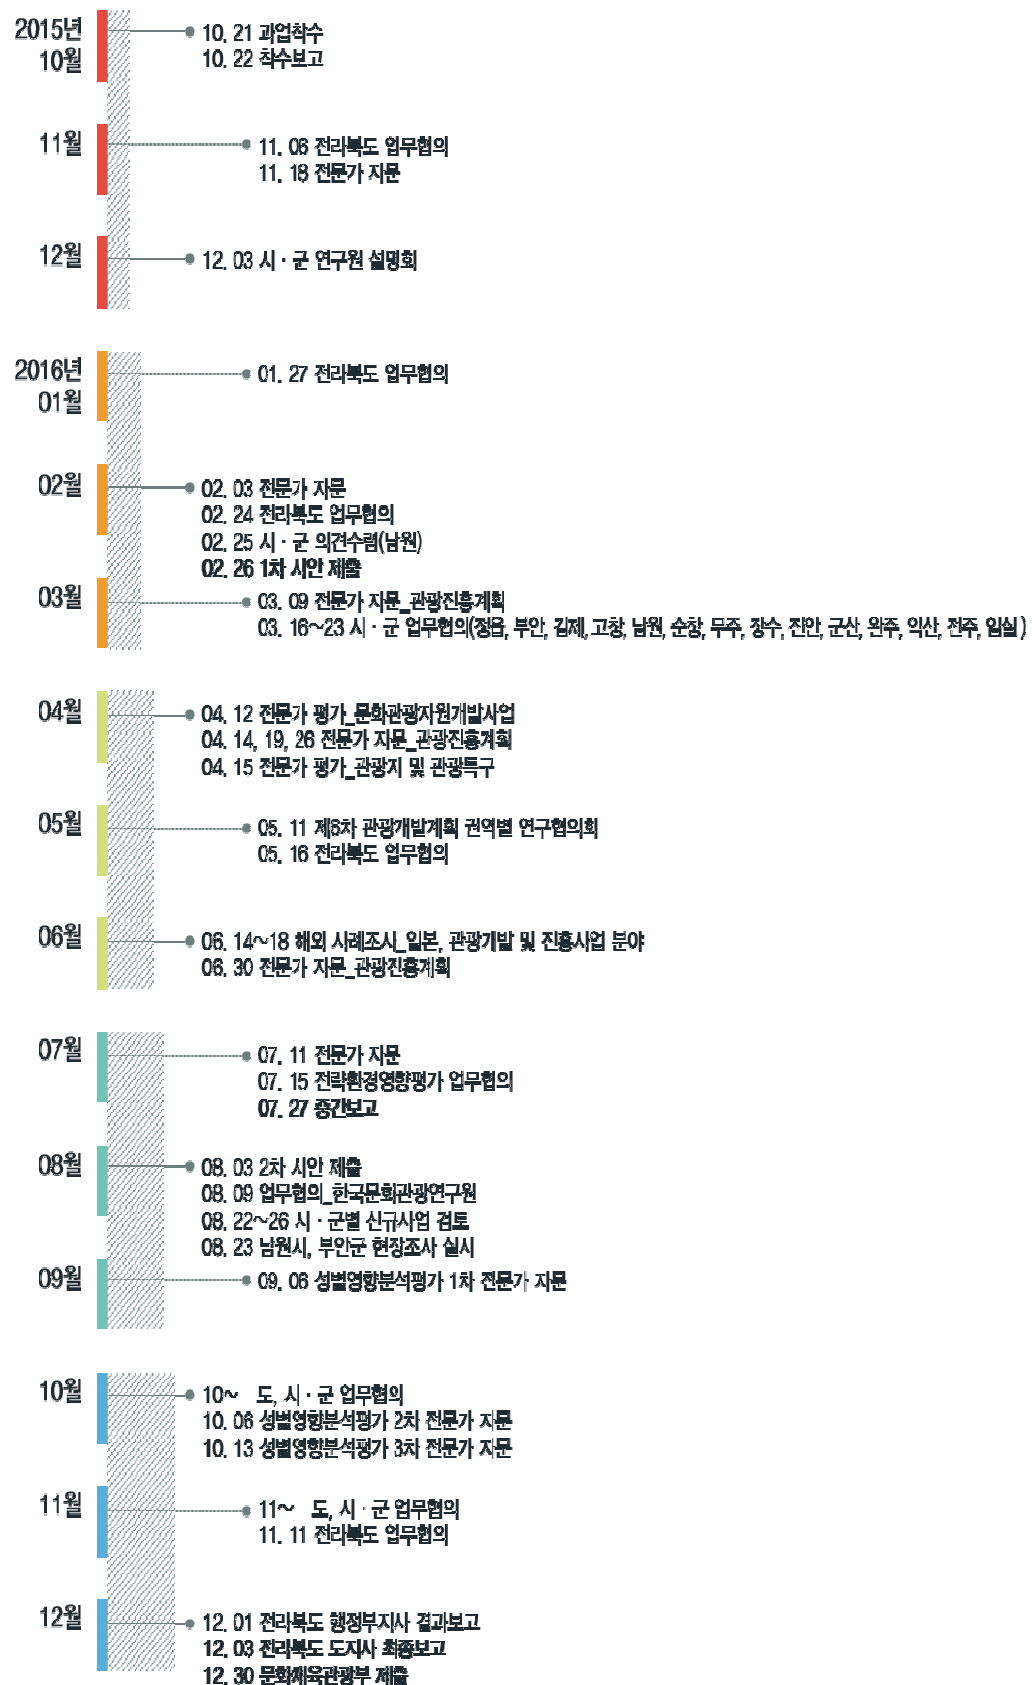 2015년
10월
10. 21 과업착수
10. 22 착수보고
11월
11. 06 전라북도 업무협의
11. 18 전문가 자문
12월
12. 03 시 · 군 연구원 설명회
2016년
01월
01. 27 전라북도 업무협의
02월
02. 03 전문가 자문
02. 24 전라북도 업무협의
02. 25 시 · 군 의견수렴(남원)
02. 26 1차 시안 제출
03월
03. 09 전문가 자문_관광진흥계획
03. 16~23 시 · 군 업무협의(정읍, 부안, 김제, 고창, 남원, 순창, 무주, 장수, 진안, 군산, 완주, 익산, 전주, 임실)
04월
04. 12 전문가 평가_문화관광자원개발사업
04. 14, 19, 26 전문가 자문_관광진흥계획
04. 15 전문가 평가_관광지 및 관광특구
05월
05. 11 제6차 관광개발계획 권역별 연구협의회
05. 16 전라북도 업무협의
06월
06. 14~18 해외 사례조사_일본, 관광개발 및 진흥사업 분야
06. 30 전문가 자문_관광진흥계획
07월
07. 11 전문가 자문
07. 15 전략환경영향평가 업무협의
07. 27 중간보고
08월
08. 03 2차 시안 제출
08. 09 업무협의_한국문화관광연구원
08. 22~26 시 · 군별 신규사업 검토
08. 23 남원시, 부안군 현장조사 실시
09월
09. 06 성별영향분석평가 1차 전문가 자문
10월
10~ 도, 시 · 군 업무협의
10. 06 성별영향분석평가 2차 전문가 자문
10. 13 성별영향분석평가 3차 전문가 자문
11월
11~ 도, 시 · 군 업무협의
11. 11 전라북도 업무협의
12월
12. 01 전라북도 행정부지사 결과보고
12. 03 전라북도 도지사 최종보고
12. 30 문화체육관광부 제출